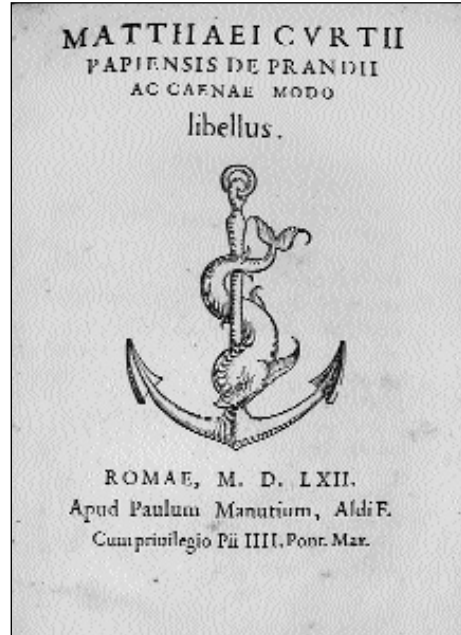 MATTHAEI CVRTII
PAPIENSIS DE PRANDII
AC CAENAE MODO
libellus.
ROMAE, M. D. LXII.
Apud Paulum Manutium, Aldi F.
Cum priuilegio Pii IIII. Pont. Max.